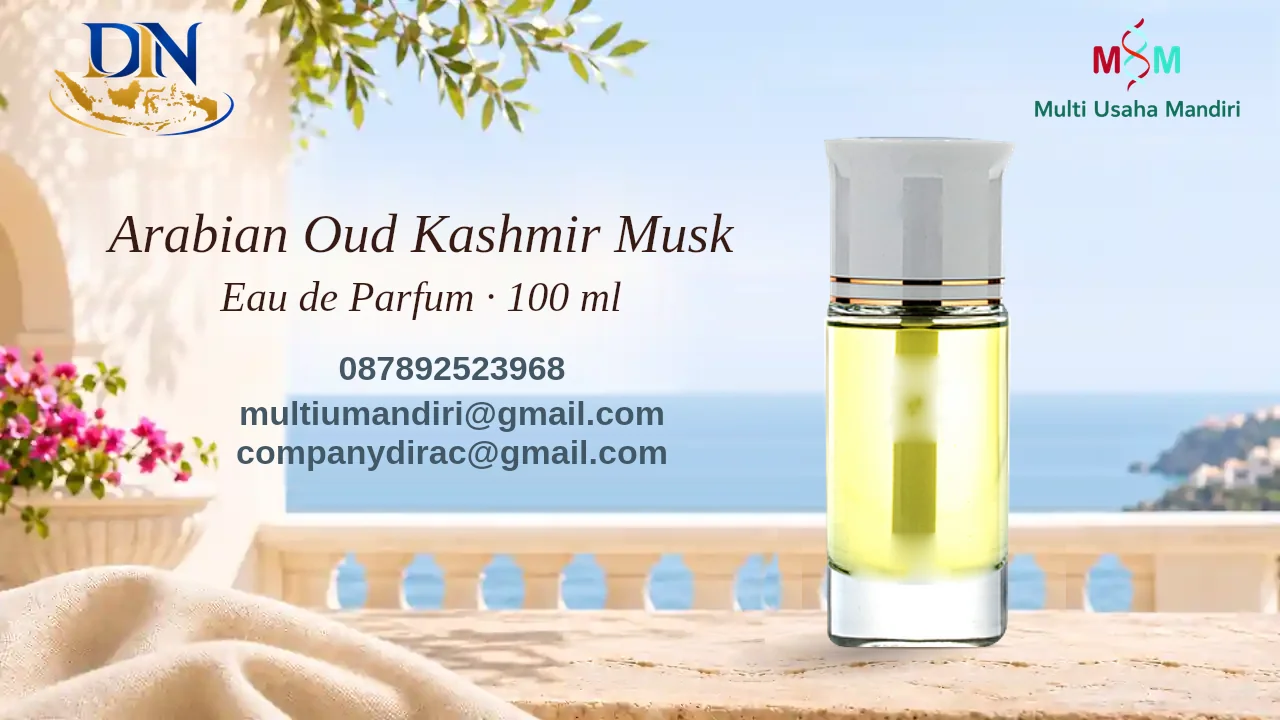 DIN
MSM
Multi Usaha Mandiri
Arabian Oud Kashmir Musk
Eau de Parfum · 100 ml
087892523968
multiumandiri@gmail.com
companydirac@gmail.com